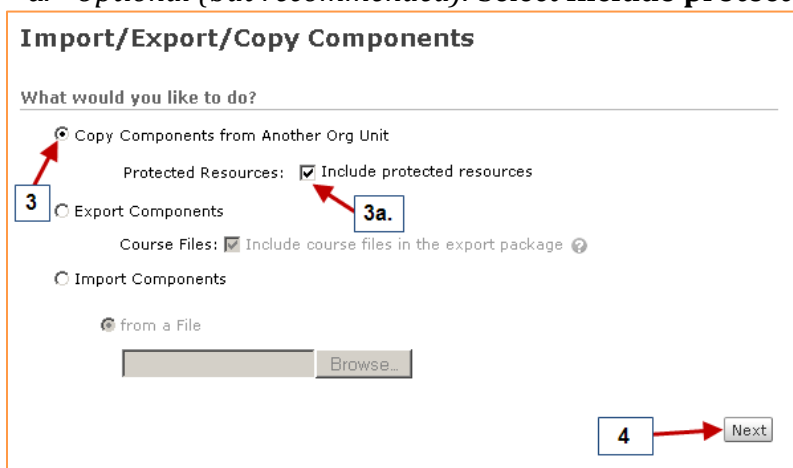 Import/Export/Copy Components
What would you like to do?
Copy Components from Another Org Unit
Protected Resources: Include protected resources
3
3a.
Export Components
Course Files: Include course files in the export package
Import Components
from a File
Browse...
4
Next